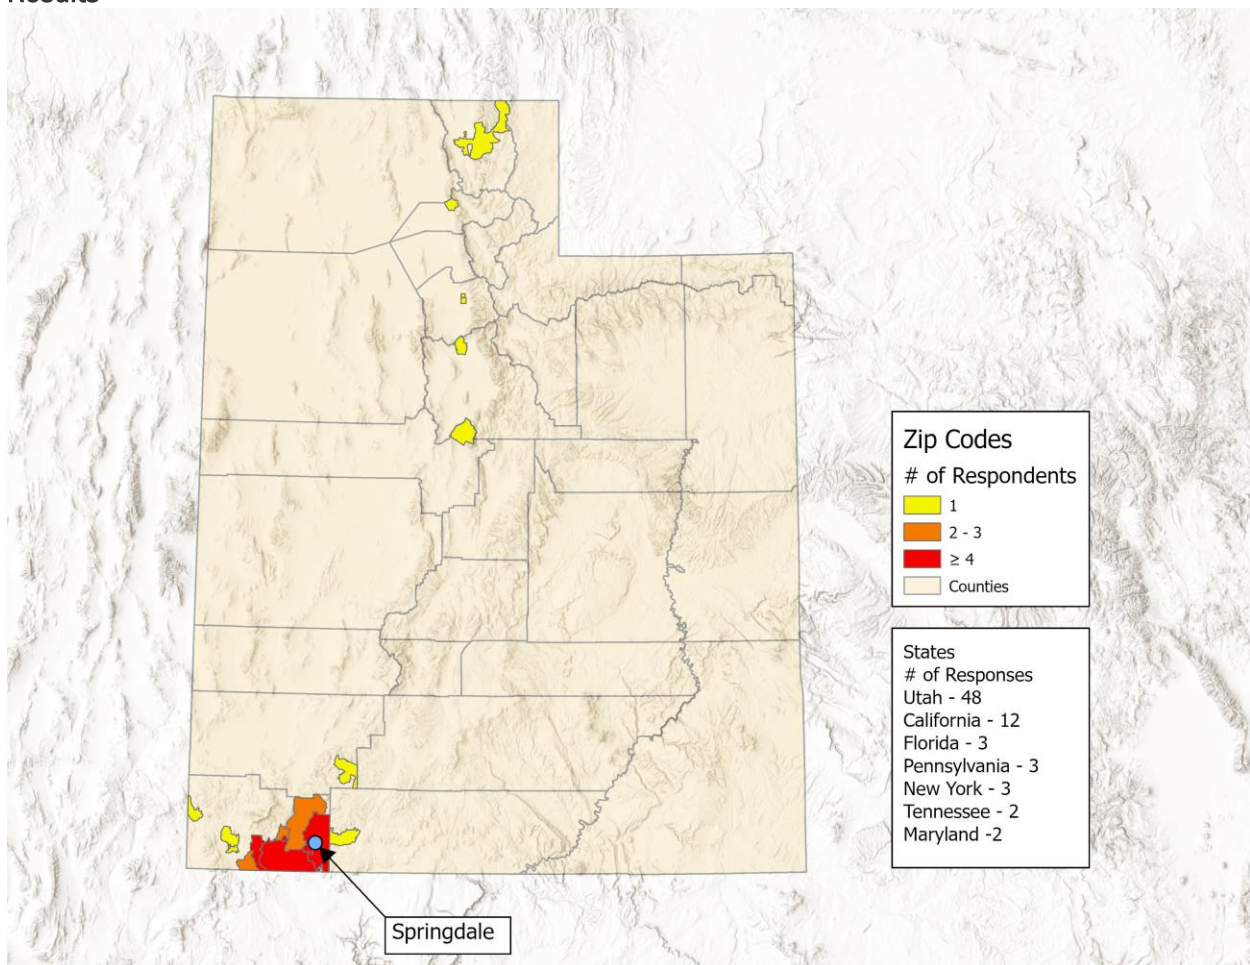 Results
Zip Codes
# of Respondents
1
2 - 3
≥ 4
Counties
States
# of Responses
Utah - 48
California - 12
Florida - 3
Pennsylvania - 3
New York - 3
Tennessee - 2
Maryland -2
Springdale